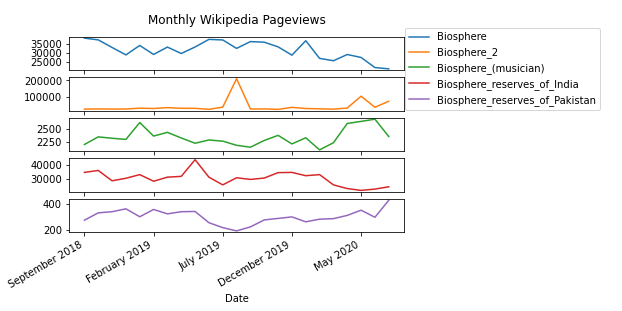 Monthly Wikipedia Pageviews
Biosphere
Biosphere_2
Biosphere_(musician)
Biosphere_reserves_of_India
Biosphere_reserves_of_Pakistan
35000
30000
25000
200000
100000
2500
2250
40000
30000
400
200
September 2018
February 2019
July 2019
December 2019
May 2020
Date